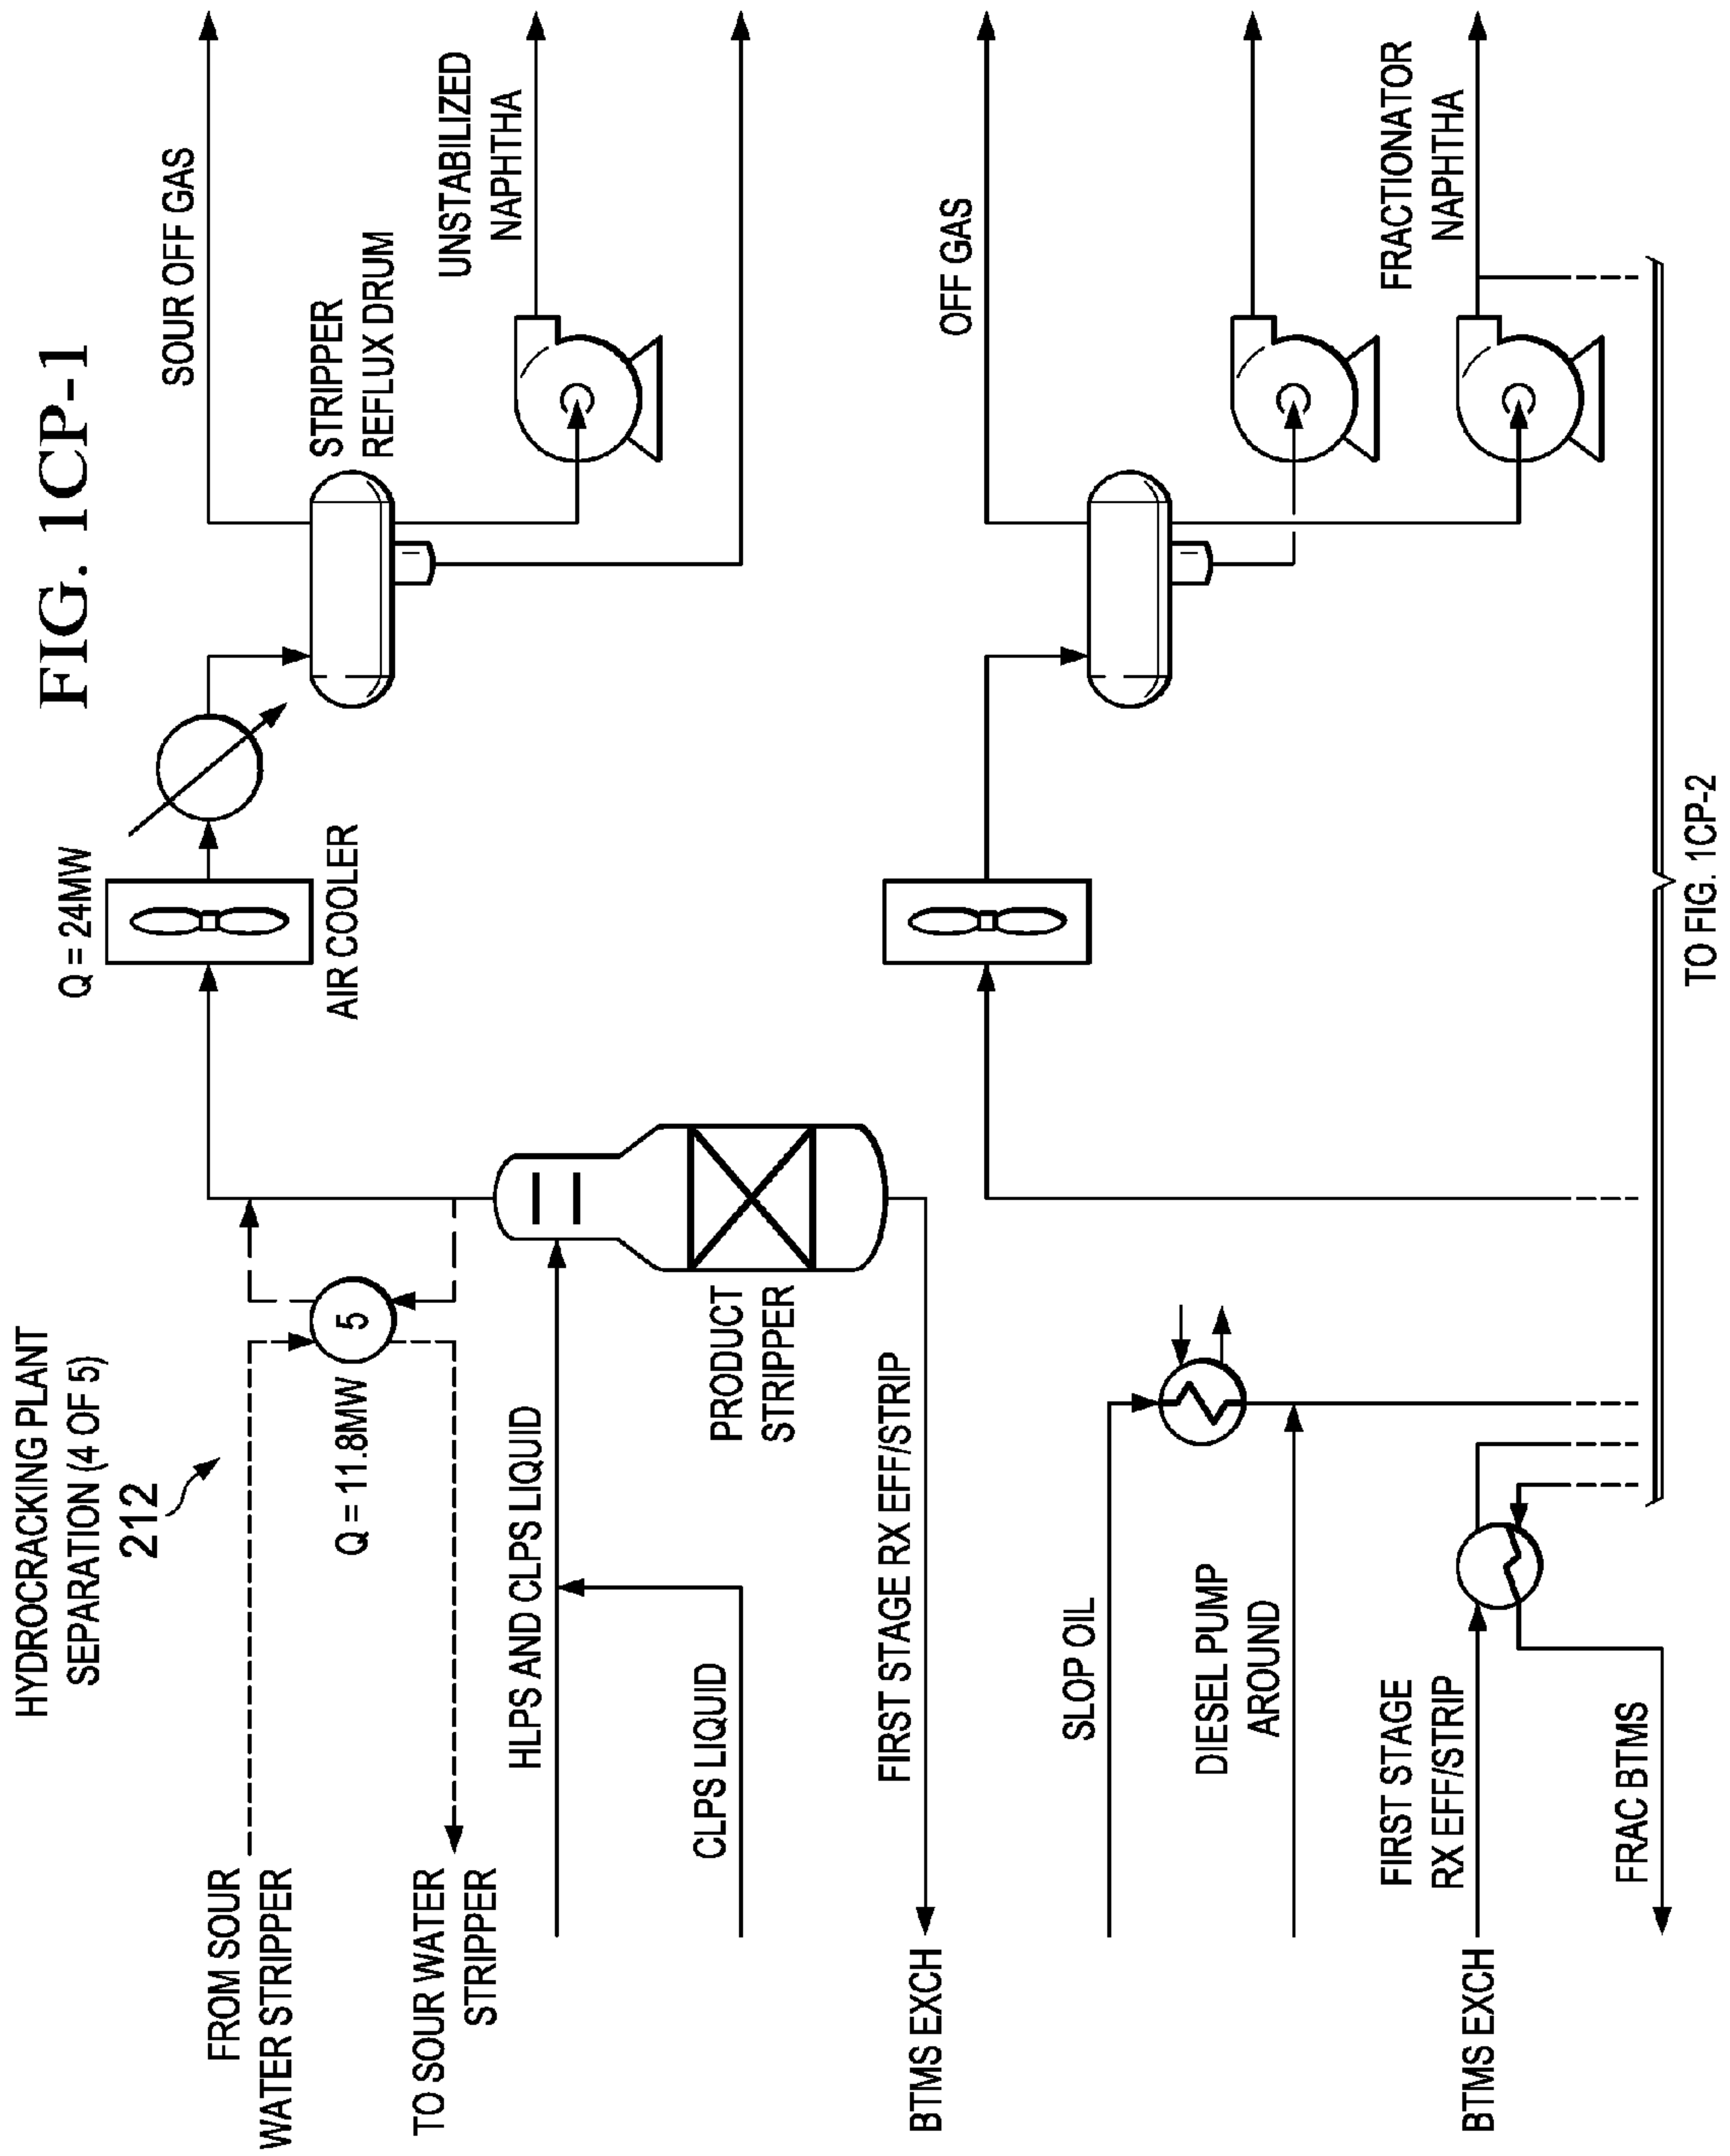 FIG. 1CP-1
HYDROCRACKING PLANT
SEPARATION (4 OF 5)
212
Q = 24MW
AIR COOLER
SOUR OFF GAS
STRIPPER
REFLUX DRUM
UNSTABILIZED
NAPHTHA
FROM SOUR
WATER STRIPPER
Q = 11.8MW
5
TO SOUR WATER
STRIPPER
HLPS AND CLPS LIQUID
CLPS LIQUID
PRODUCT
STRIPPER
FIRST STAGE RX EFF/STRIP
BTMS EXCH
OFF GAS
SLOP OIL
DIESEL PUMP
AROUND
FIRST STAGE
RX EFF/STRIP
BTMS EXCH
FRAC BTMS
FRACTIONATOR
NAPHTHA
TO FIG. 1CP-2